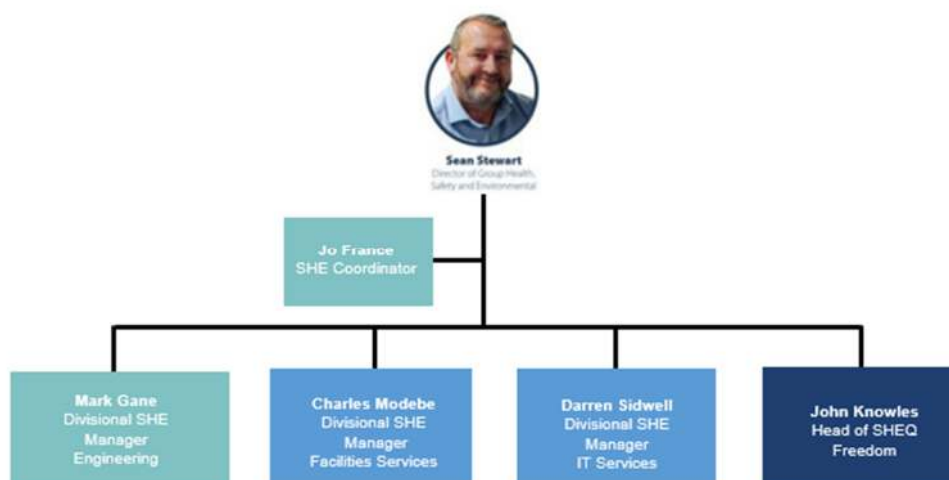 Sean Stewart
Director of Group Health,
Safety and Environmental
Jo France
SHE Coordinator
Mark Gane
Divisional SHE
Manager
Engineering
Charles Modebe
Divisional SHE
Manager
Facilities Services
Darren Sidwell
Divisional SHE
Manager
IT Services
John Knowles
Head of SHEQ
Freedom